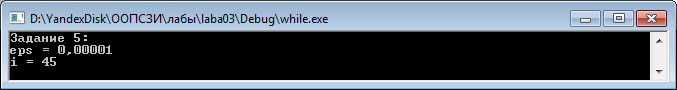 D:\YandexDisk\ООПСЗИ\лабы\laba03\Debug\while.exe
Задание 5:
eps = 0,00001
i = 45